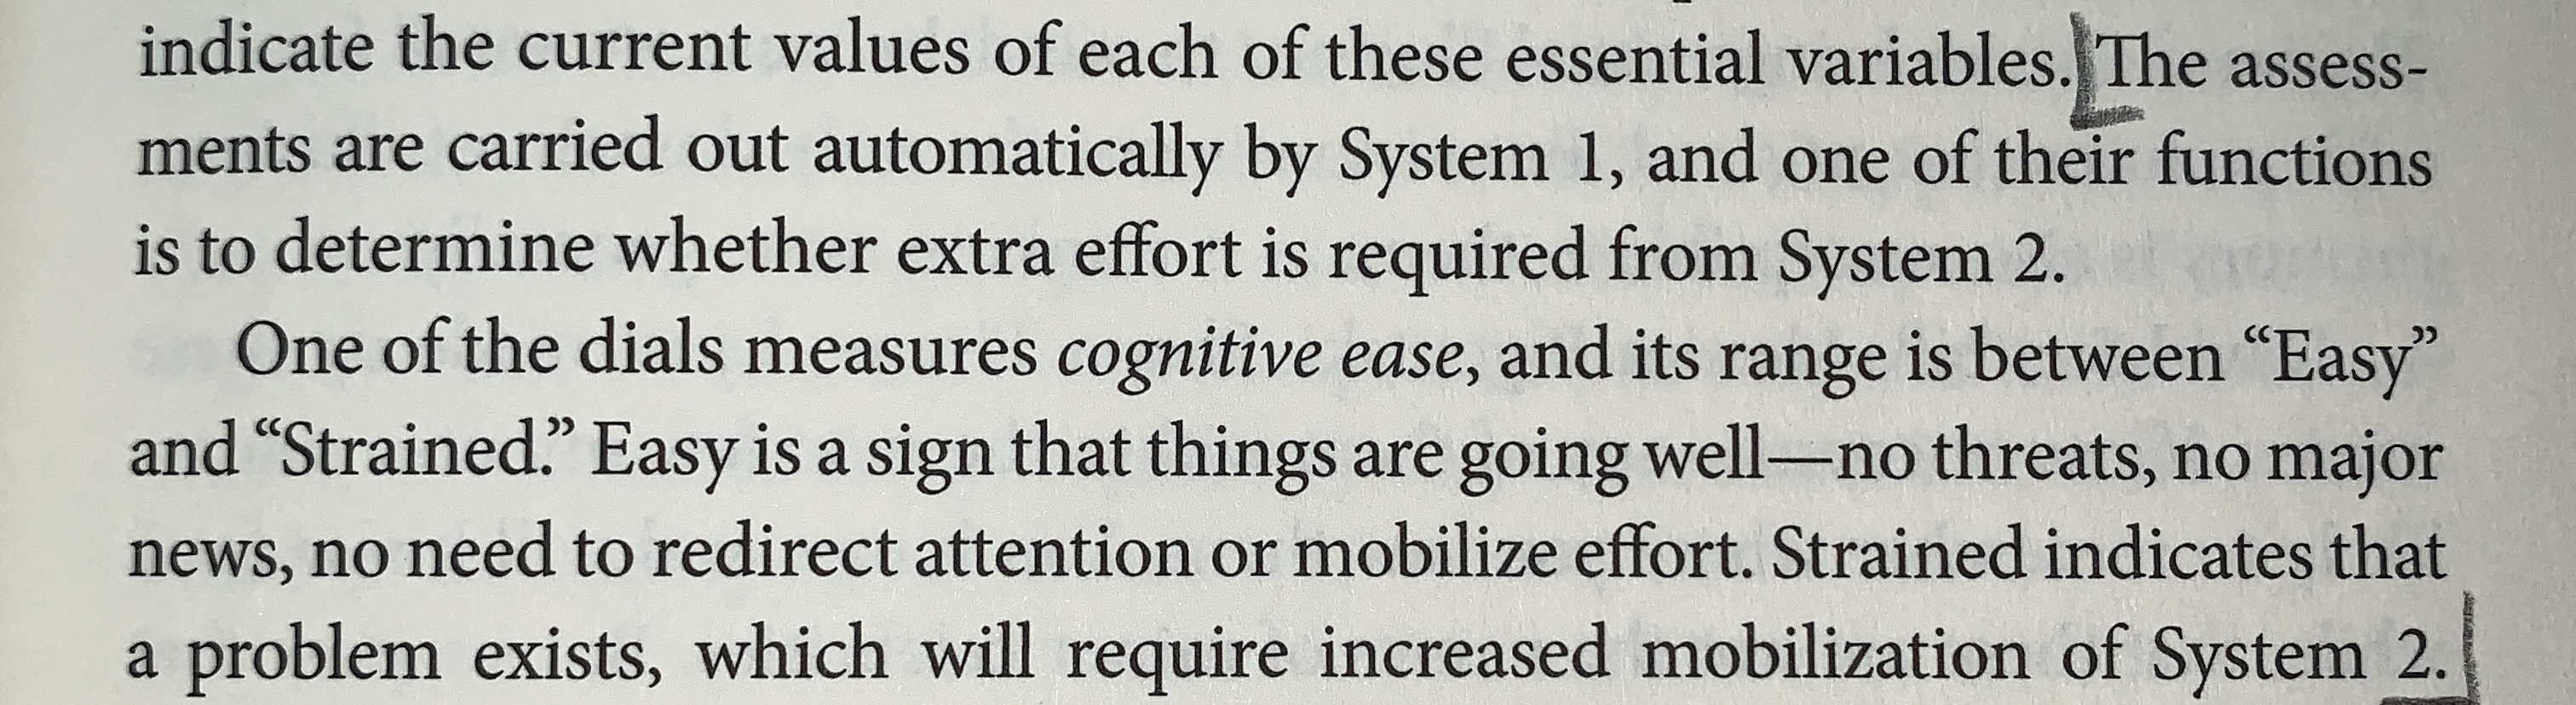 indicate the current values of each of these essential variables. The assess-
ments are carried out automatically by System 1, and one of their functions
is to determine whether extra effort is required from System 2.
One of the dials measures cognitive ease, and its range is between “Easy”
and “Strained.” Easy is a sign that things are going well—no threats, no major
news, no need to redirect attention or mobilize effort. Strained indicates that
a problem exists, which will require increased mobilization of System 2.